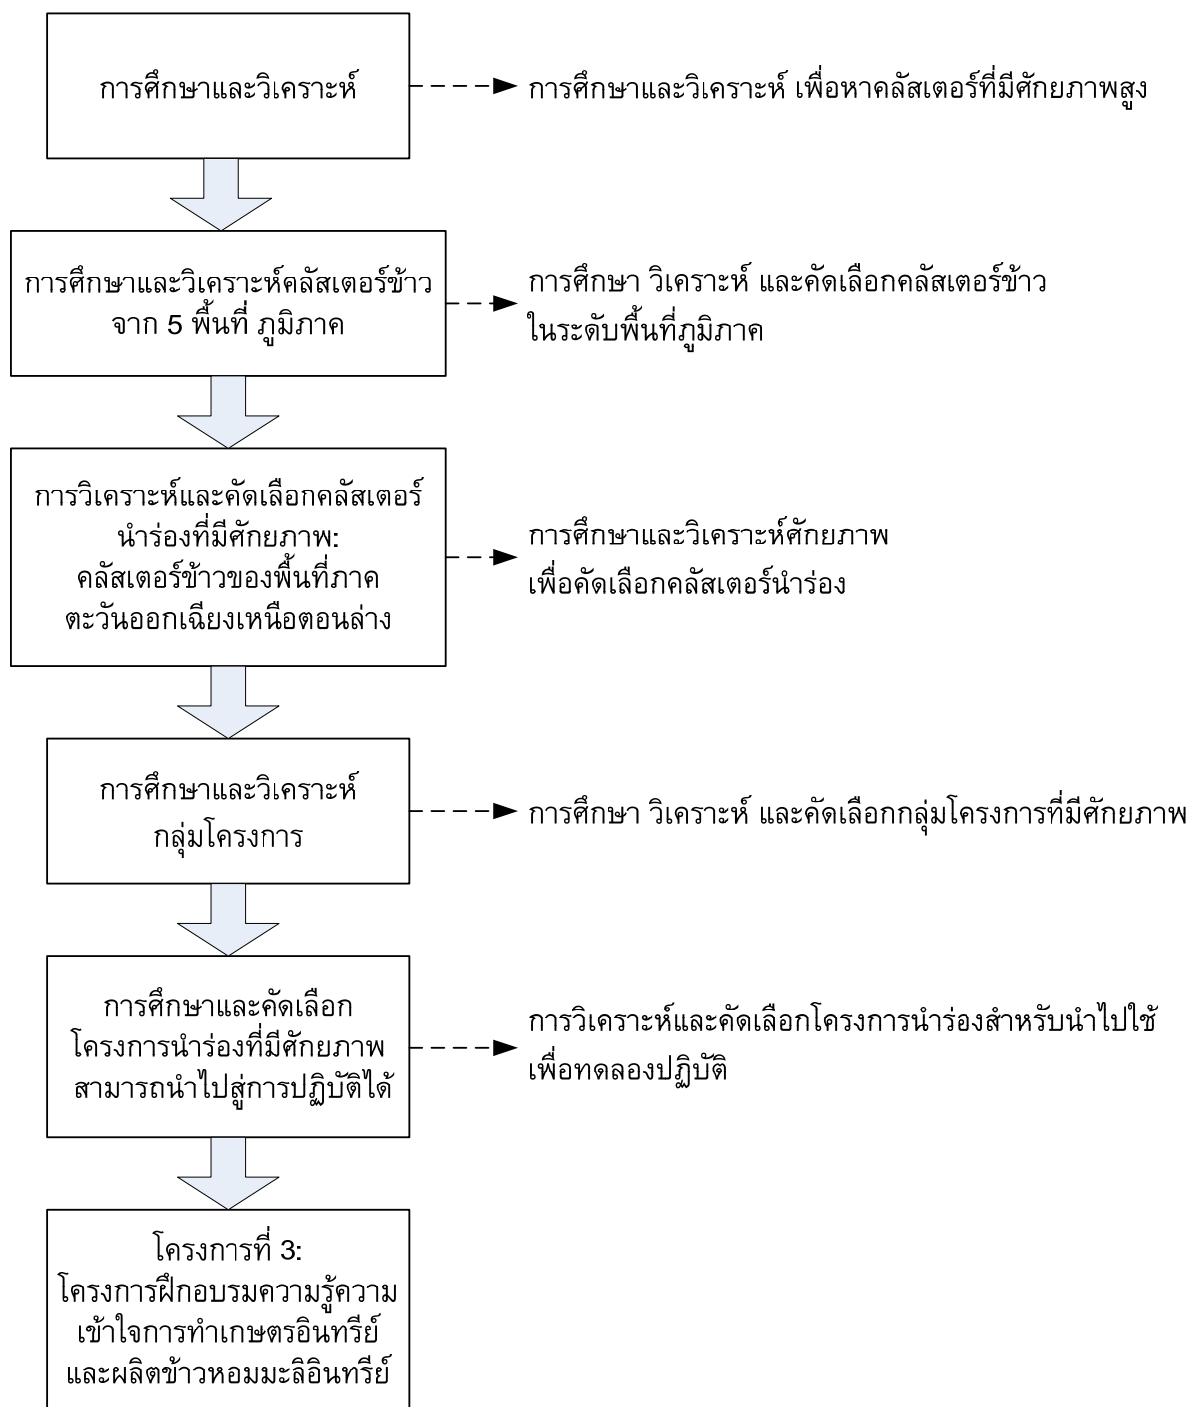 การศึกษาและวิเคราะห์
การศึกษาและวิเคราะห์ เพื่อหาคลัสเตอร์ที่มีศักยภาพสูง
การศึกษาและวิเคราะห์คลัสเตอร์ข้าว
จาก 5 พื้นที่ ภูมิภาค
การศึกษา วิเคราะห์ และคัดเลือกคลัสเตอร์ข้าว
ในระดับพื้นที่ภูมิภาค
การวิเคราะห์และคัดเลือกคลัสเตอร์
นำร่องที่มีศักยภาพ:
คลัสเตอร์ข้าวของพื้นที่ภาค
ตะวันออกเฉียงเหนือตอนล่าง
การศึกษาและวิเคราะห์ศักยภาพ
เพื่อคัดเลือกคลัสเตอร์นำร่อง
การศึกษาและวิเคราะห์
กลุ่มโครงการ
การศึกษา วิเคราะห์ และคัดเลือกกลุ่มโครงการที่มีศักยภาพ
การศึกษาและคัดเลือก
โครงการนำร่องที่มีศักยภาพ
สามารถนำไปสู่การปฏิบัติได้
การวิเคราะห์และคัดเลือกโครงการนำร่องสำหรับนำไปใช้
เพื่อทดลองปฏิบัติ
โครงการที่ 3:
โครงการฝึกอบรมความรู้ความ
เข้าใจการทำเกษตรอินทรีย์
และผลิตข้าวหอมมะลิอินทรีย์